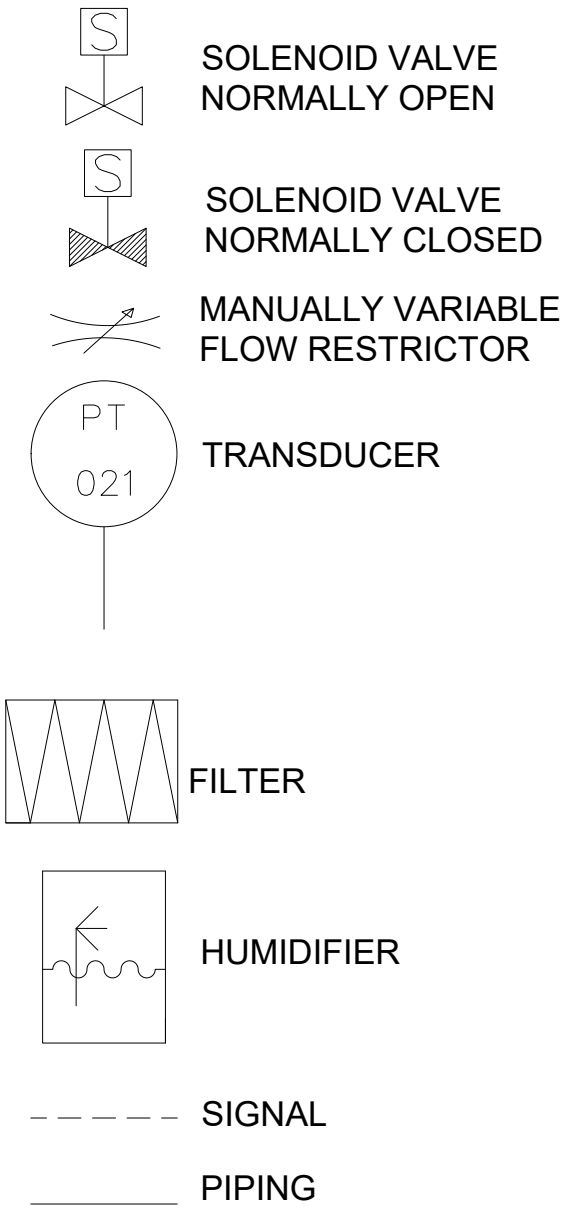 S
SOLENOID VALVE
NORMALLY OPEN
S
SOLENOID VALVE
NORMALLY CLOSED
MANUALLY VARIABLE
FLOW RESTRICTOR
PT
021
TRANSDUCER
FILTER
HUMIDIFIER
SIGNAL
PIPING